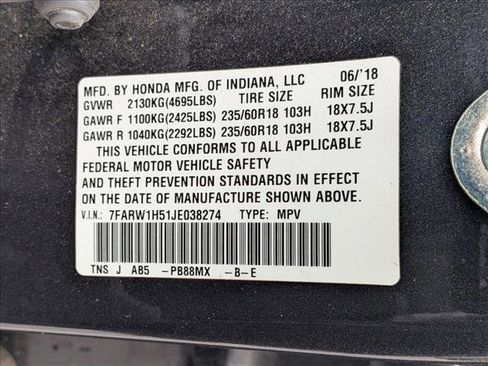 MFD. BY HONDA MFG. OF INDIANA, LLC 06/'18
GVWR 2130KG(4695LBS) TIRE SIZE RIM SIZE
GAWR F 1100KG(2425LBS) 235/60R18 103H 18X7.5J
GAWR R 1040KG(2292LBS) 235/60R18 103H 18X7.5J
THIS VEHICLE CONFORMS TO ALL APPLICABLE
FEDERAL MOTOR VEHICLE SAFETY
AND THEFT PREVENTION STANDARDS IN EFFECT
ON THE DATE OF MANUFACTURE SHOWN ABOVE.
V.I.N.: 7FARW1H51JE038274 TYPE: MPV
TNS J AB5 -PB88MX -B-E